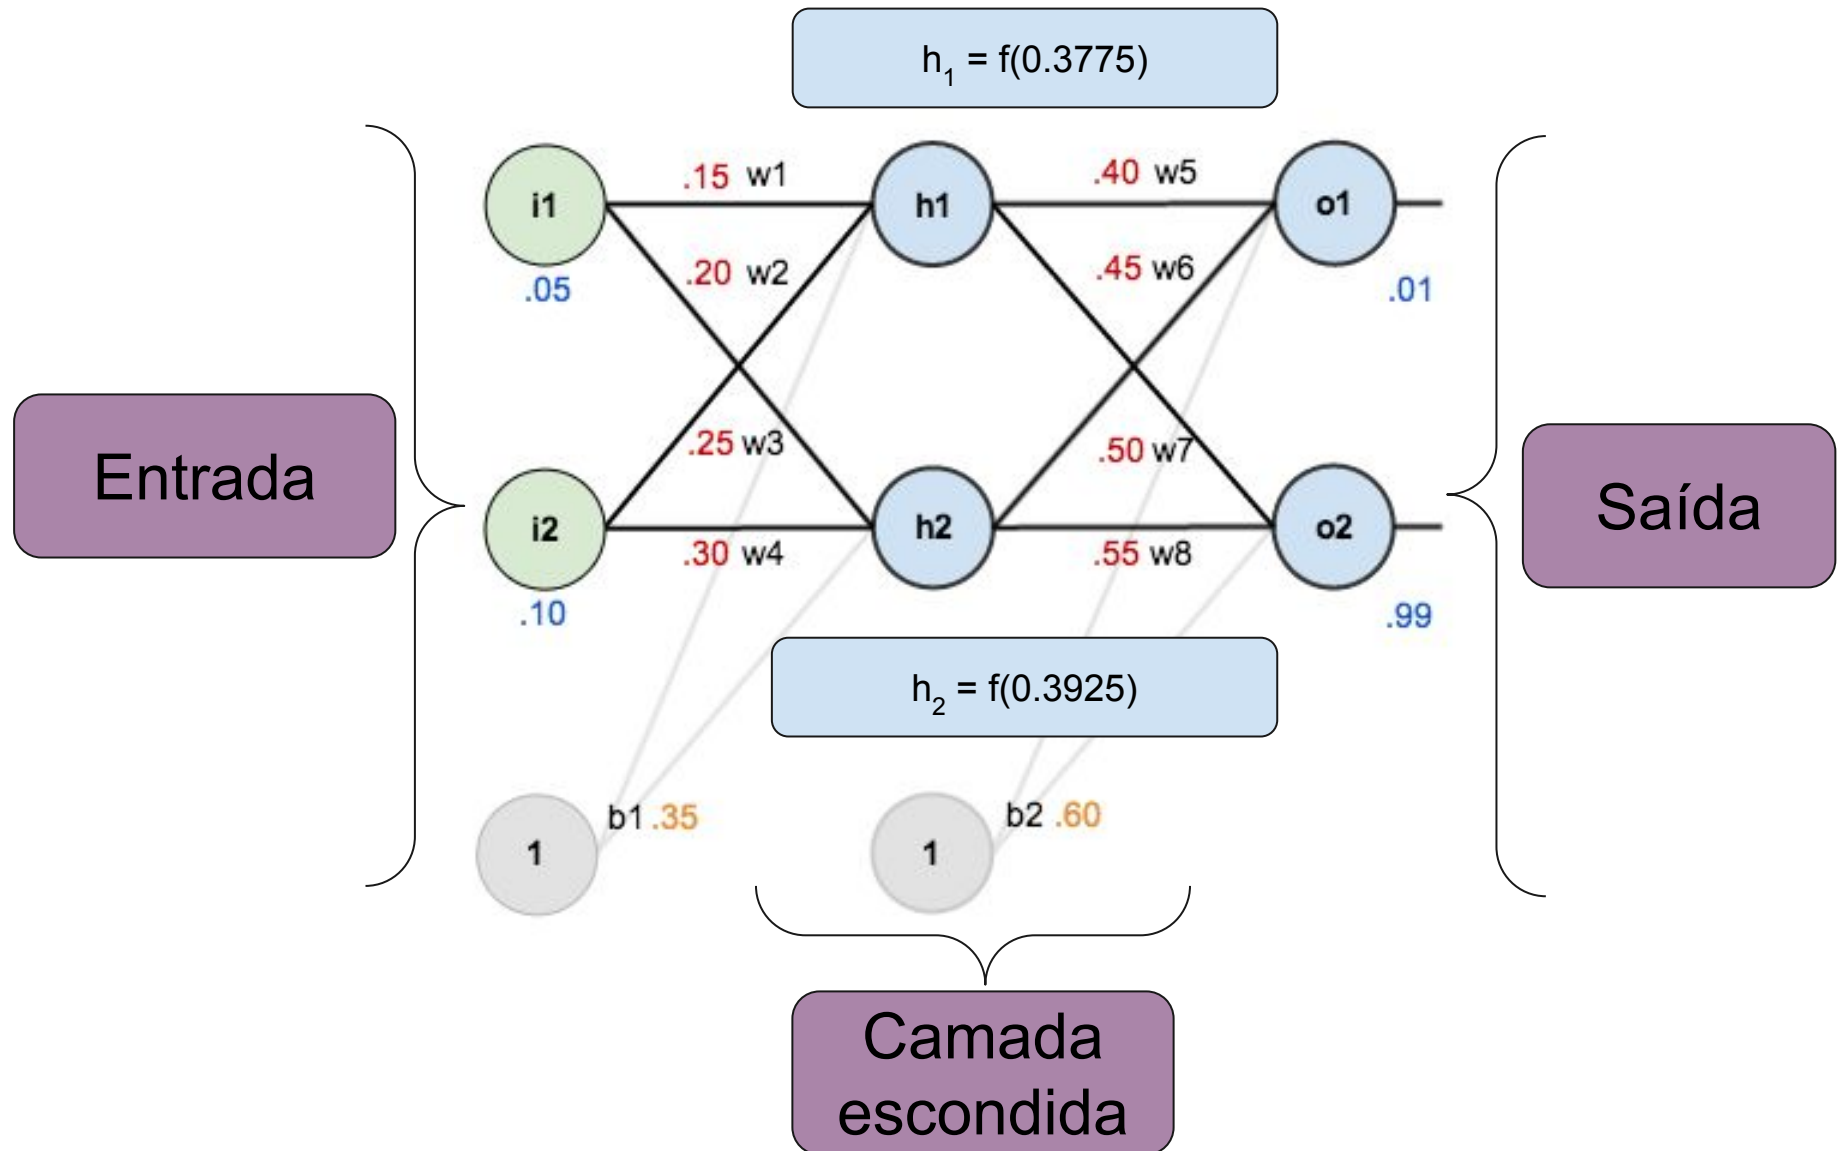 h1 = f(0.3775)
i1
.15 w1
h1
.40 w5
o1
.05
.20 w2
.45 w6
.01
Entrada
.25 w3
.50 w7
Saída
i2
.30 w4
h2
.55 w8
o2
.10
.99
h2 = f(0.3925)
1
b1 .35
1
b2 .60
Camada
escondida